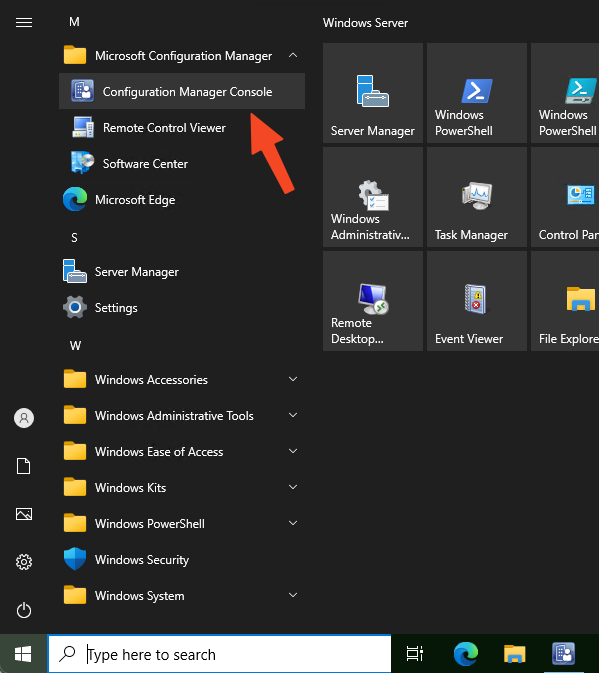 M
Microsoft Configuration Manager
Configuration Manager Console
Remote Control Viewer
Software Center
Microsoft Edge
S
Server Manager
Settings
W
Windows Accessories
Windows Administrative Tools
Windows Ease of Access
Windows Kits
Windows PowerShell
Windows Security
Windows System
Windows Server
Server Manager
Windows
PowerShell
Windows
PowerShell
Windows
Administrativ...
Task Manager
Control Pan
Remote
Desktop...
Event Viewer
File Explore
Type here to search